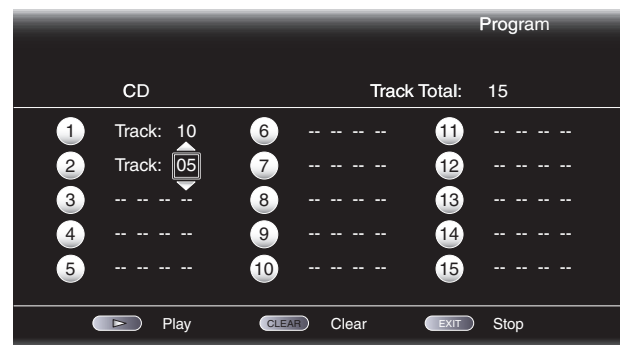 Program
CD Track Total: 15
1 Track: 10 6 -- -- -- -- 11 -- -- -- --
2 Track: 05 7 -- -- -- -- 12 -- -- -- --
3 -- -- -- -- 8 -- -- -- -- 13 -- -- -- --
4 -- -- -- -- 9 -- -- -- -- 14 -- -- -- --
5 -- -- -- -- 10 -- -- -- -- 15 -- -- -- --
Play CLEAR Clear EXIT Stop